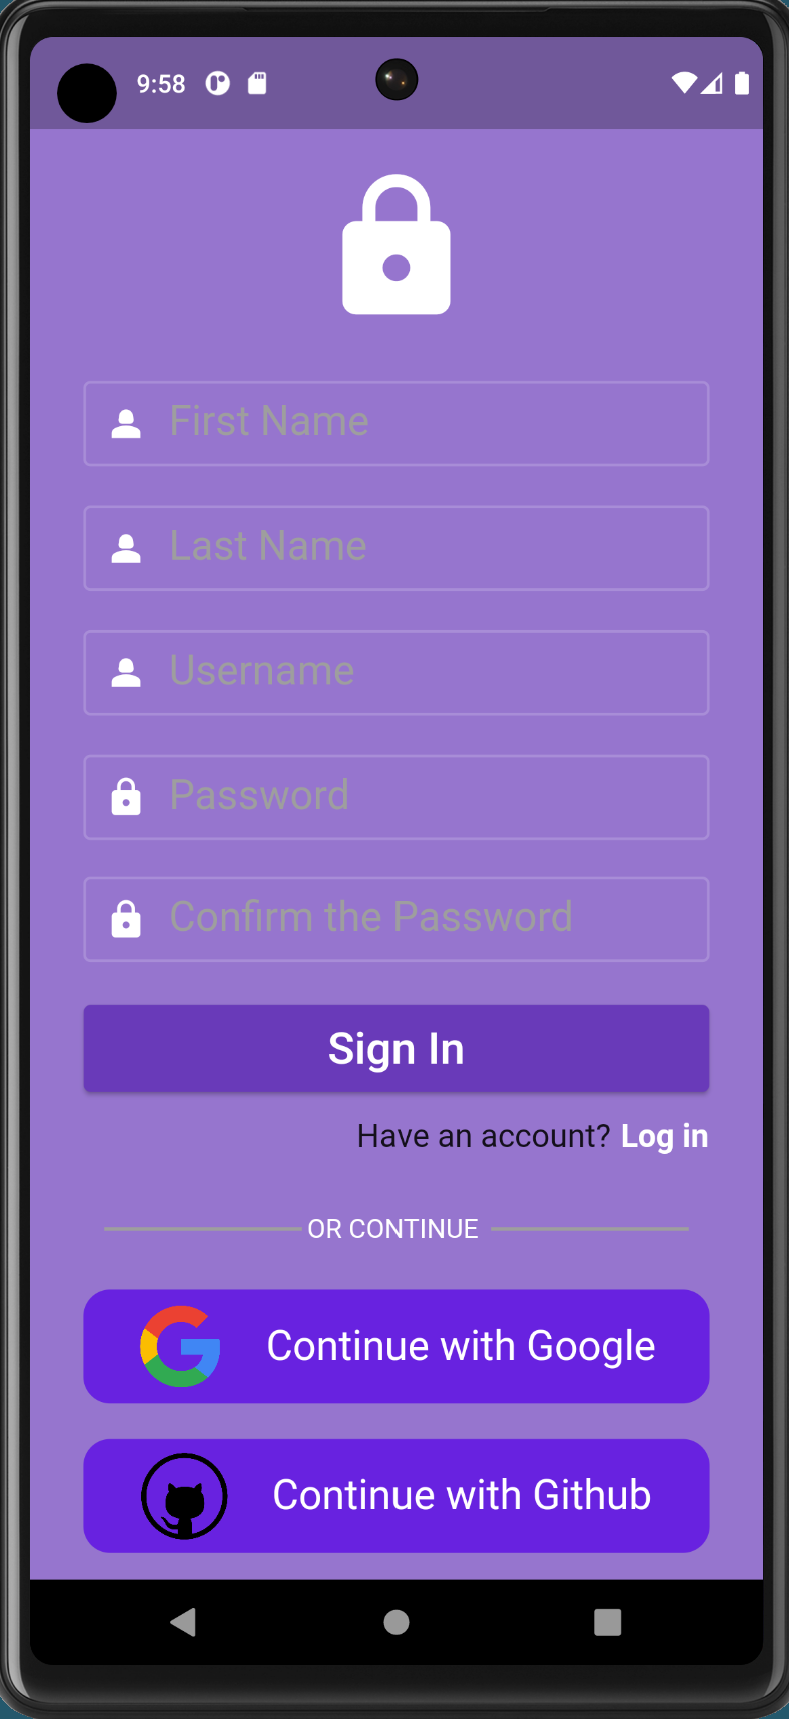 9:58
First Name
Last Name
Username
Password
Confirm the Password
Sign In
Have an account? Log in
OR CONTINUE
Continue with Google
Continue with Github